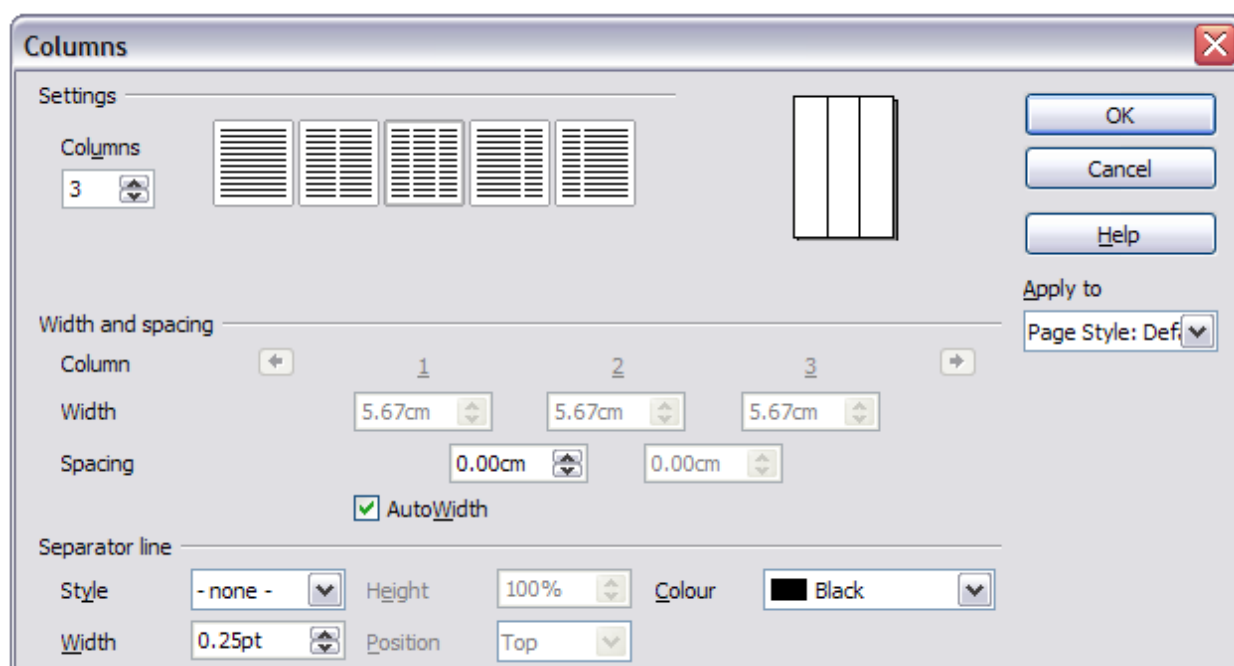 Columns
Settings
Columns
3
OK
Cancel
Help
Apply to
Page Style: Defa
Width and spacing
Column 1 2 3
Width 5.67cm 5.67cm 5.67cm
Spacing 0.00cm 0.00cm
AutoWidth
Separator line
Style - none - Height 100% Colour Black
Width 0.25pt Position Top